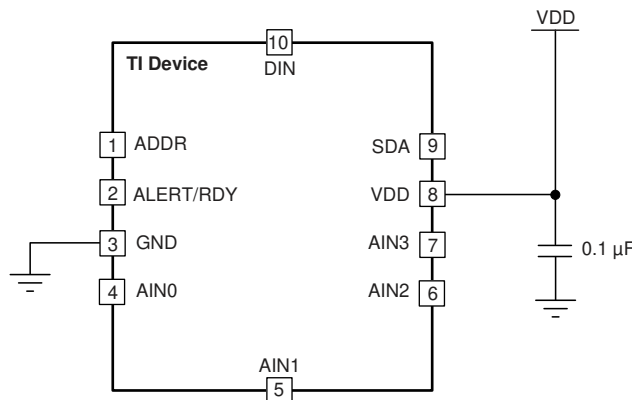 VDD
10
TI Device
DIN
1 ADDR
SDA 9
2 ALERT/RDY
VDD 8
3 GND
AIN3 7
0.1 µF
4 AIN0
AIN2 6
AIN1
5